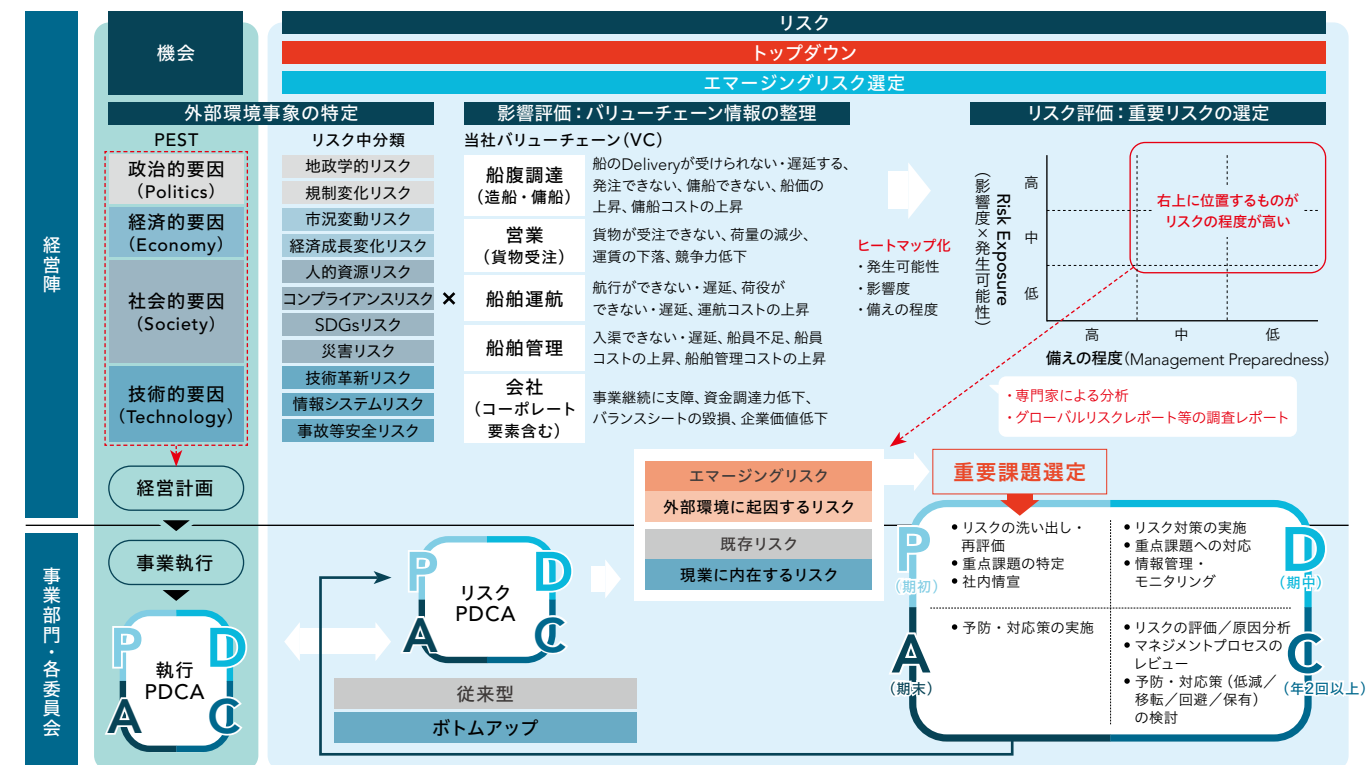 経営陣
事業部門・各委員会
機会
リスク
トップダウン
エマージングリスク選定
外部環境事象の特定
PEST
政治的要因
(Politics)
経済的要因
(Economy)
社会的要因
(Society)
技術的要因
(Technology)
リスク中分類
地政学的リスク
規制変化リスク
市況変動リスク
経済成長変化リスク
人的資源リスク
コンプライアンスリスク
SDGsリスク
災害リスク
技術革新リスク
情報システムリスク
事故等安全リスク
×
影響評価:バリューチェーン情報の整理
当社バリューチェーン(VC)
船腹調達
(造船・傭船)
船のDeliveryが受けられない・遅延する、
発注できない、傭船できない、船価の
上昇、傭船コストの上昇
営業
(貨物受注)
貨物が受注できない、荷量の減少、
運賃の下落、競争力低下
船舶運航
航行ができない・遅延、荷役が
できない・遅延、運航コストの上昇
船舶管理
入渠できない・遅延、船員不足、船員
コストの上昇、船舶管理コストの上昇
会社
(コーポレート
要素含む)
事業継続に支障、資金調達力低下、
バランスシートの毀損、企業価値低下
ヒートマップ化
・発生可能性
・影響度
・備えの程度
リスク評価:重要リスクの選定
Risk Exposure
(影響度×発生可能性)
高
中
低
右上に位置するものが
リスクの程度が高い
高
中
低
備えの程度(Management Preparedness)
・専門家による分析
・グローバルリスクレポート等の調査レポート
経営計画
事業執行
P
D
執行
PDCA
A
C
P
D
リスク
PDCA
A
C
従来型
ボトムアップ
エマージングリスク
外部環境に起因するリスク
既存リスク
現業に内在するリスク
重要課題選定
P
(期初)
● リスクの洗い出し・
再評価
● 重点課題の特定
● 社内情宣
D
(期中)
● リスク対策の実施
● 重点課題への対応
● 情報管理・
モニタリング
A
(期末)
● 予防・対応策の実施
C
(年2回以上)
● リスクの評価/原因分析
● マネジメントプロセスの
レビュー
● 予防・対応策(低減/
移転/回避/保有)
の検討